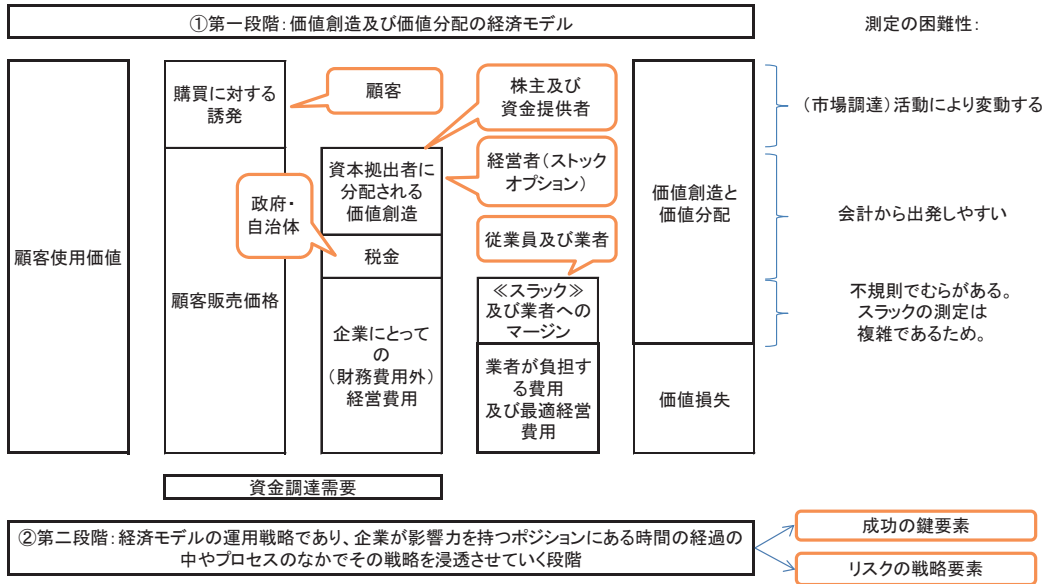 ①第一段階：価値創造及び価値分配の経済モデル
測定の困難性：
顧客使用価値
購買に対する
誘発
顧客販売価格
顧客
政府・
自治体
資本拠出者に
分配される
価値創造
税金
企業にとって
の
（財務費用外）
経営費用
株主及び
資金提供者
経営者（ストック
オプション）
従業員及び業者
≪スラック≫
及び業者への
マージン
業者が負担す
る費用
及び最適経営
費用
価値創造と
価値分配
価値損失
（市場調達）活動により変動する
会計から出発しやすい
不規則でむらがある。
スラックの測定は
複雑であるため。
資金調達需要
②第二段階：経済モデルの運用戦略であり、企業が影響力を持つポジションにある時間の経過の
中やプロセスのなかでその戦略を浸透させていく段階
成功の鍵要素
リスクの戦略要素